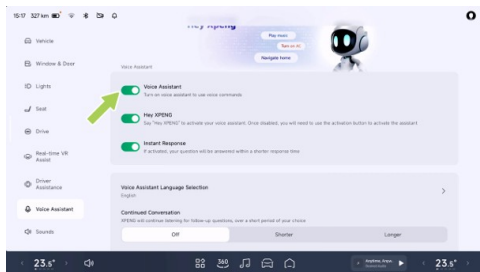 15:17 327 km
Hey Xpeng
Play music
Turn on AC
Navigate home
Vehicle
Window & Door
Lights
Seat
Drive
Real-time VR
Assist
Driver
Assistance
Voice Assistant
Sounds
Voice Assistant
Voice Assistant
Turn on voice assistant to use voice commands
Hey XPENG
Say "Hey XPENG" to activate your voice assistant. Once disabled, you will need to use the activation button to activate the assistant
Instant Response
If activated, your question will be answered within a shorter response time
Voice Assistant Language Selection
English
Continued Conversation
XPENG will continue listening for follow-up questions, over a short period of your choice
Off
Shorter
Longer
23.5°
360
23.5°